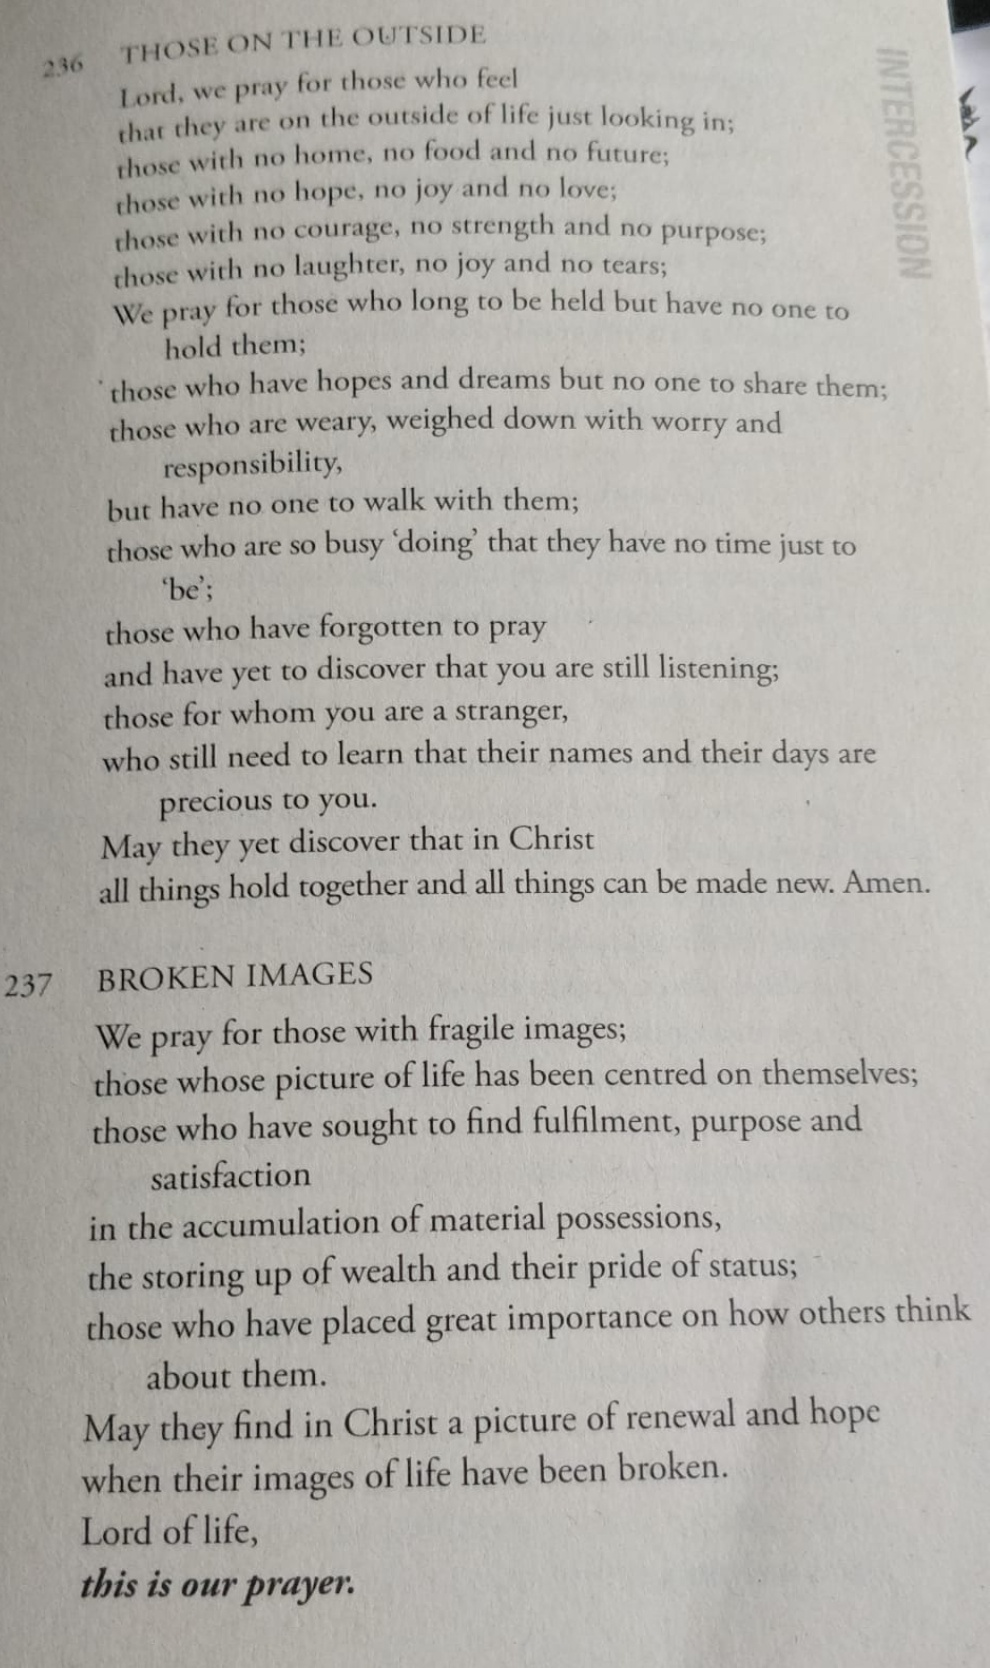 236 THOSE ON THE OUTSIDE
Lord, we pray for those who feel
that they are on the outside of life just looking in;
those with no home, no food and no future;
those with no hope, no joy and no love;
those with no courage, no strength and no purpose;
those with no laughter, no joy and no tears;
We pray for those who long to be held but have no one to
hold them;
those who have hopes and dreams but no one to share them;
those who are weary, weighed down with worry and
responsibility,
but have no one to walk with them;
those who are so busy ‘doing’ that they have no time just to
‘be’;
those who have forgotten to pray
and have yet to discover that you are still listening;
those for whom you are a stranger,
who still need to learn that their names and their days are
precious to you.
May they yet discover that in Christ
all things hold together and all things can be made new. Amen.
237 BROKEN IMAGES
We pray for those with fragile images;
those whose picture of life has been centred on themselves;
those who have sought to find fulfilment, purpose and
satisfaction
in the accumulation of material possessions,
the storing up of wealth and their pride of status;
those who have placed great importance on how others think
about them.
May they find in Christ a picture of renewal and hope
when their images of life have been broken.
Lord of life,
this is our prayer.
INTERCESSION